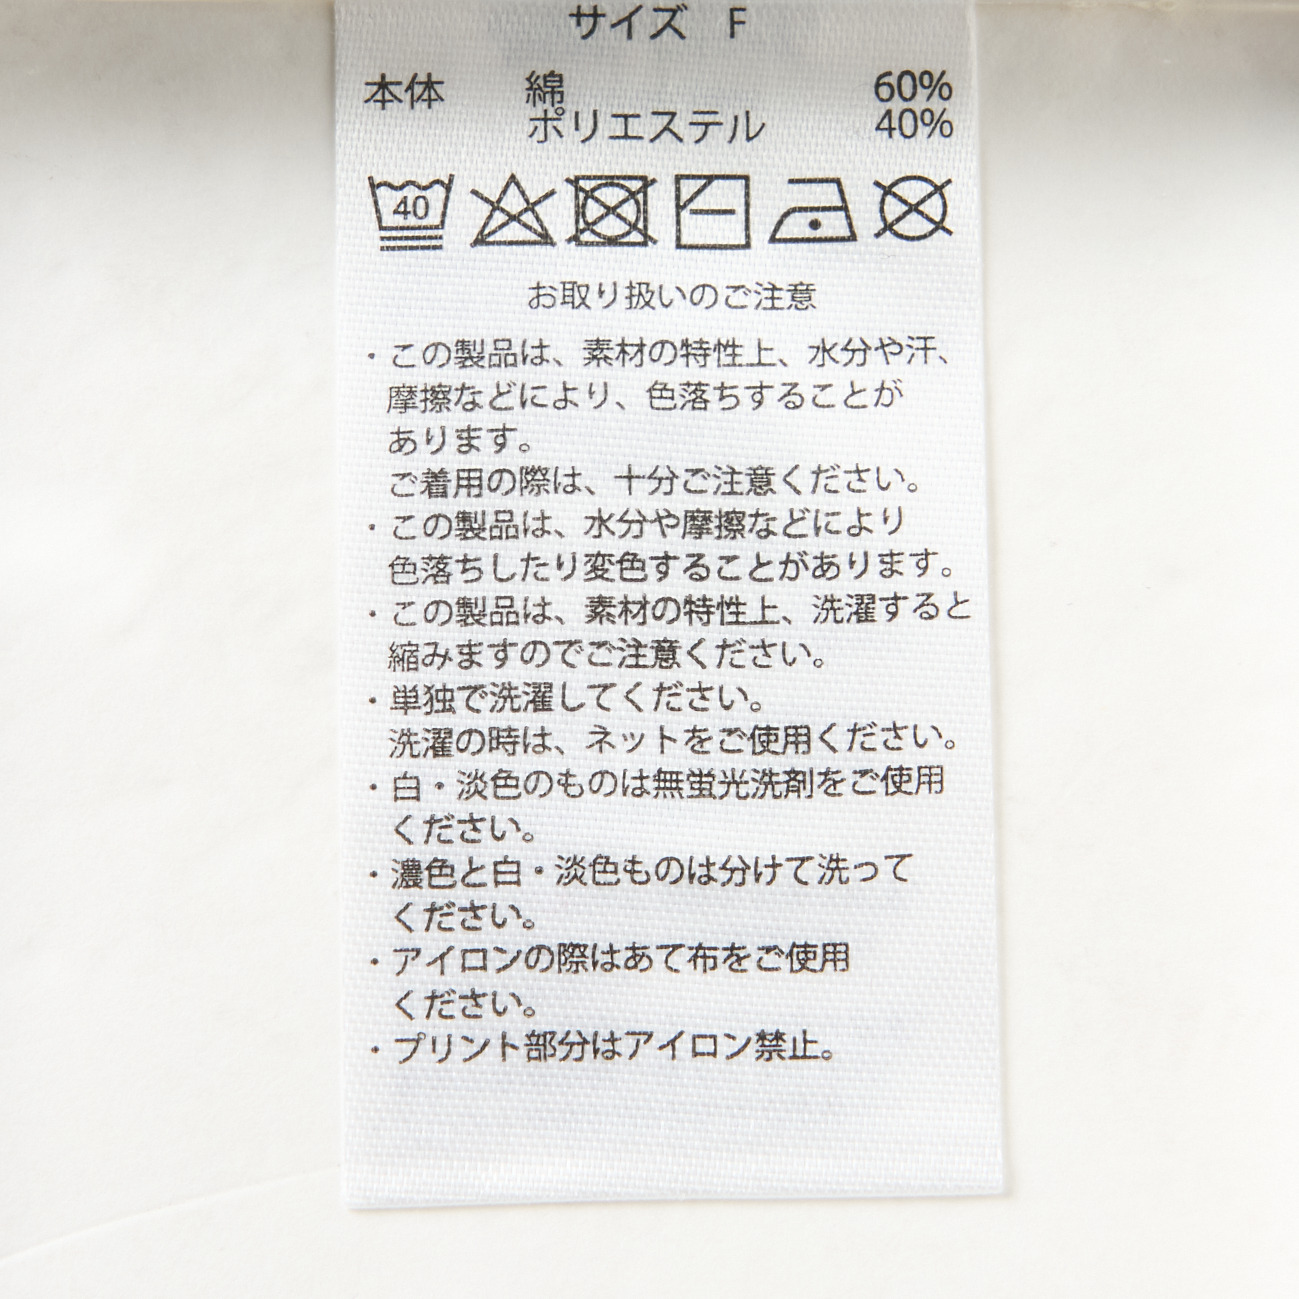 サイズ F
本体 綿 60%
ポリエステル 40%
40
お取り扱いのご注意
・この製品は、素材の特性上、水分や汗、
摩擦などにより、色落ちすることが
あります。
ご着用の際は、十分ご注意ください。
・この製品は、水分や摩擦などにより
色落ちしたり変色することがあります。
・この製品は、素材の特性上、洗濯すると
縮みますのでご注意ください。
・単独で洗濯してください。
洗濯の時は、ネットをご使用ください。
・白・淡色のものは無蛍光洗剤をご使用
ください。
・濃色と白・淡色ものは分けて洗って
ください。
・アイロンの際はあて布をご使用
ください。
・プリント部分はアイロン禁止。